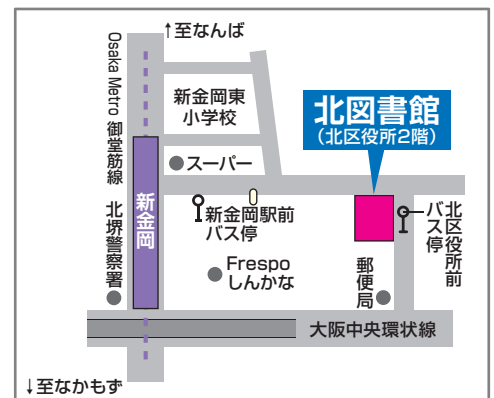 ↑至なんば
Osaka Metro 御堂筋線
新金岡東
小学校
北図書館
(北区役所2階)
スーパー
新金岡
新金岡駅前
バス停
北区役所前
バス停
北堺警察署
Frespo
しんかな
郵便局
大阪中央環状線
↓至なかもず